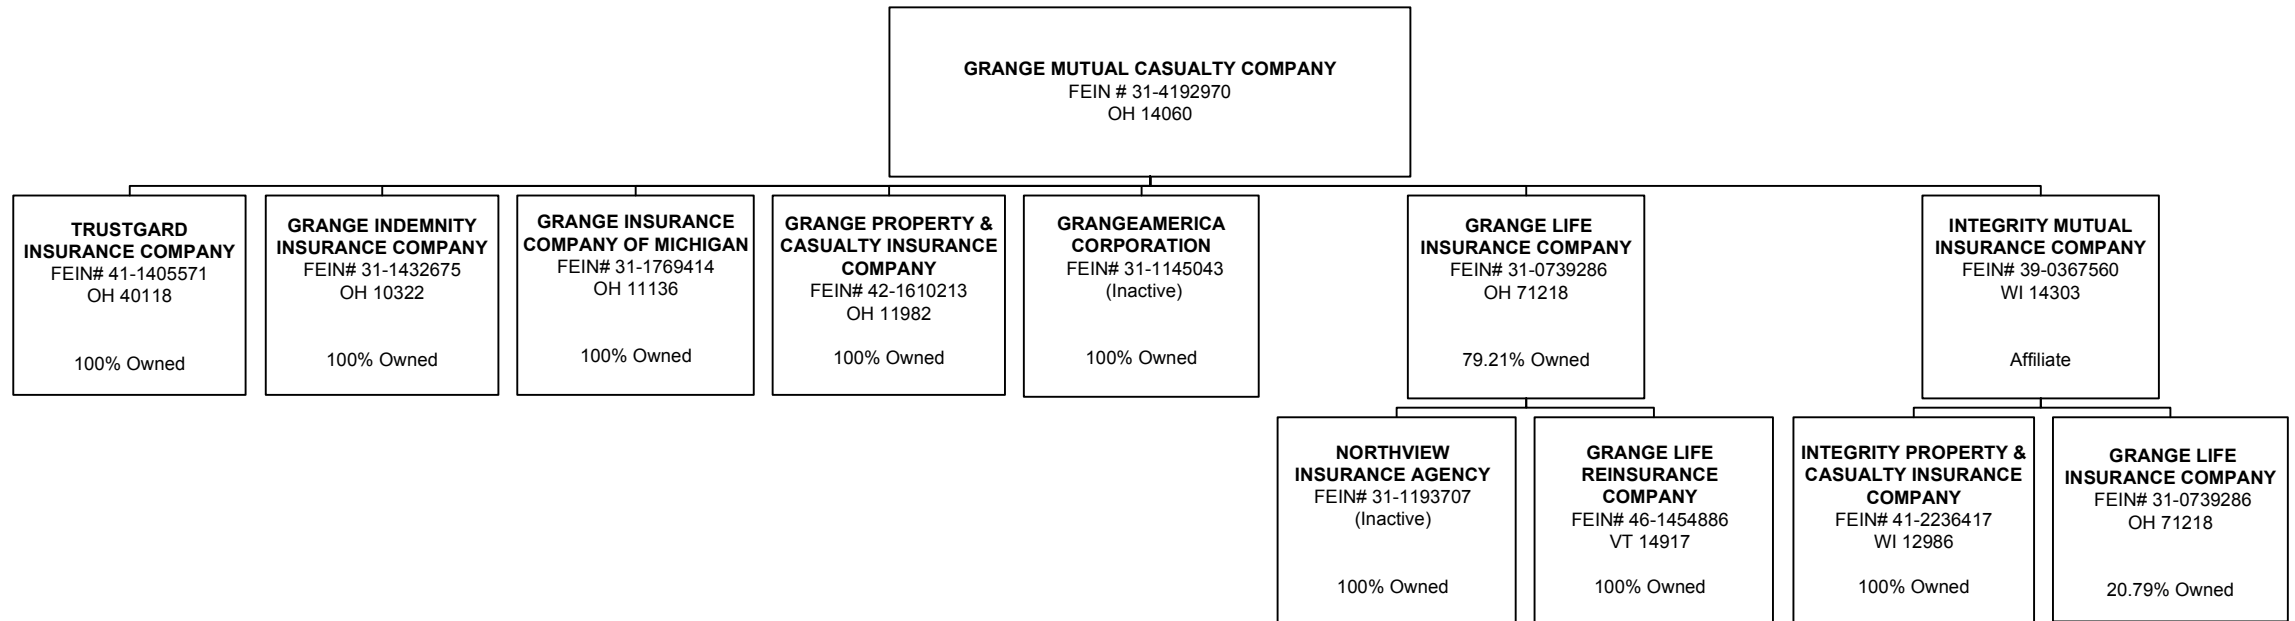 GRANGE MUTUAL CASUALTY COMPANY
FEIN # 31-4192970
OH 14060
TRUSTGARD
INSURANCE COMPANY
FEIN# 41-1405571
OH 40118
100% Owned
GRANGE INDEMNITY
INSURANCE COMPANY
FEIN# 31-1432675
OH 10322
100% Owned
GRANGE INSURANCE
COMPANY OF MICHIGAN
FEIN# 31-1769414
OH 11136
100% Owned
GRANGE PROPERTY &
CASUALTY INSURANCE
COMPANY
FEIN# 42-1610213
OH 11982
100% Owned
GRANGEAMERICA
CORPORATION
FEIN# 31-1145043
(Inactive)
100% Owned
GRANGE LIFE
INSURANCE COMPANY
FEIN# 31-0739286
OH 71218
79.21% Owned
INTEGRITY MUTUAL
INSURANCE COMPANY
FEIN# 39-0367560
WI 14303
Affiliate
NORTHVIEW
INSURANCE AGENCY
FEIN# 31-1193707
(Inactive)
100% Owned
GRANGE LIFE
REINSURANCE
COMPANY
FEIN# 46-1454886
VT 14917
100% Owned
INTEGRITY PROPERTY &
CASUALTY INSURANCE
COMPANY
FEIN# 41-2236417
WI 12986
100% Owned
GRANGE LIFE
INSURANCE COMPANY
FEIN# 31-0739286
OH 71218
20.79% Owned